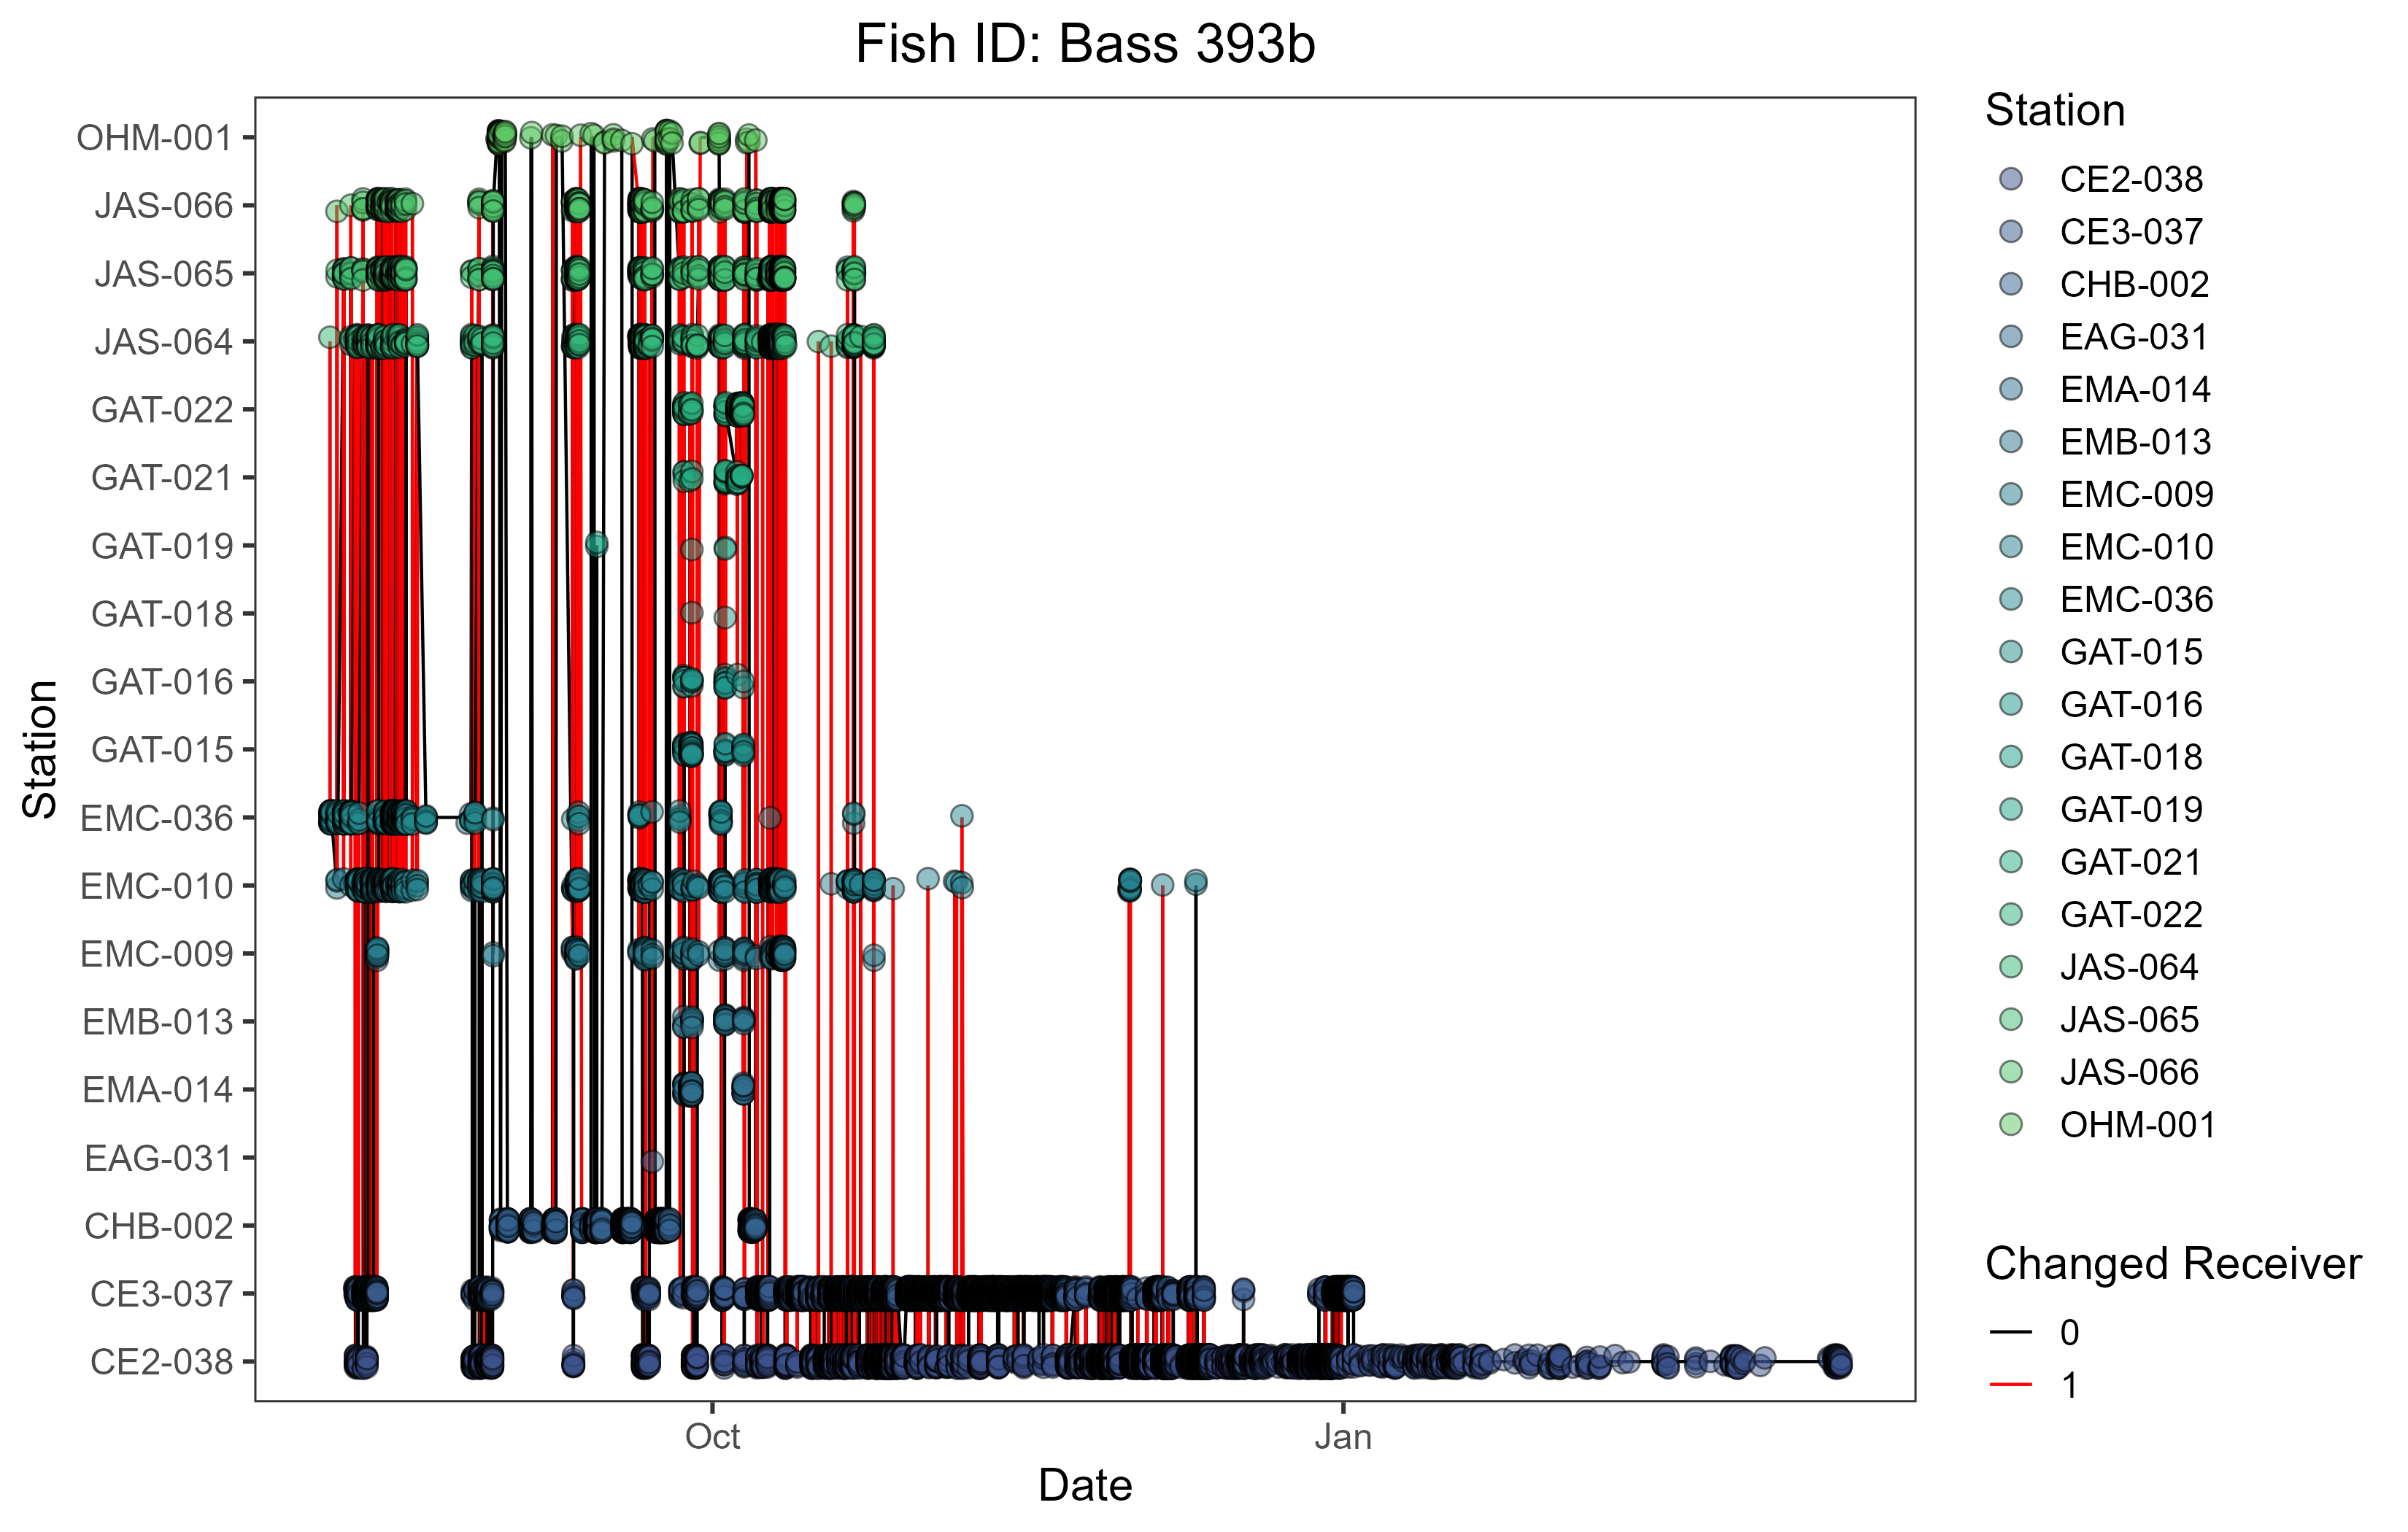 Fish ID: Bass 393b
Station
OHM-001
JAS-066
JAS-065
JAS-064
GAT-022
GAT-021
GAT-019
GAT-018
GAT-016
GAT-015
EMC-036
EMC-010
EMC-009
EMB-013
EMA-014
EAG-031
CHB-002
CE3-037
CE2-038
Oct
Jan
Date
Station
CE2-038
CE3-037
CHB-002
EAG-031
EMA-014
EMB-013
EMC-009
EMC-010
EMC-036
GAT-015
GAT-016
GAT-018
GAT-019
GAT-021
GAT-022
JAS-064
JAS-065
JAS-066
OHM-001
Changed Receiver
0
1